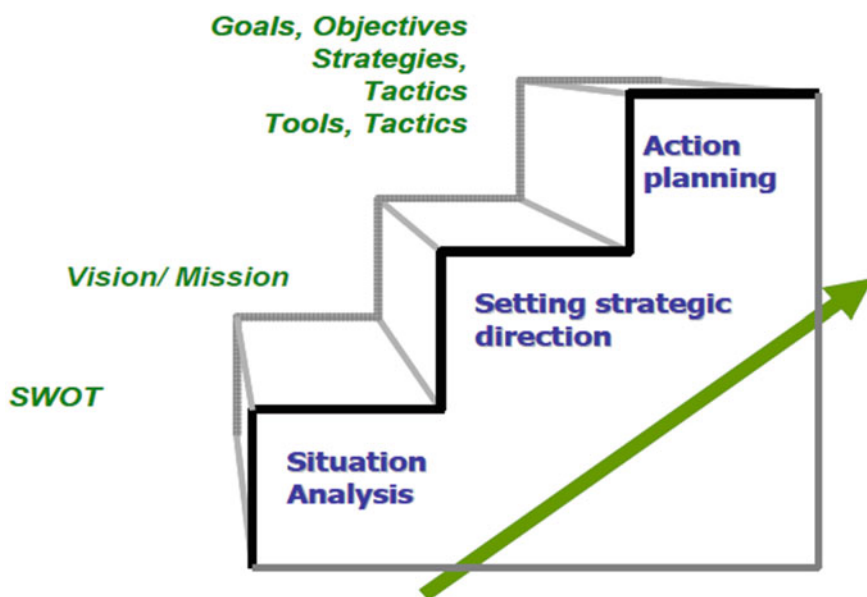 Goals, Objectives
Strategies,
Tactics
Tools, Tactics
Action
planning
Vision/ Mission
Setting strategic
direction
SWOT
Situation
Analysis